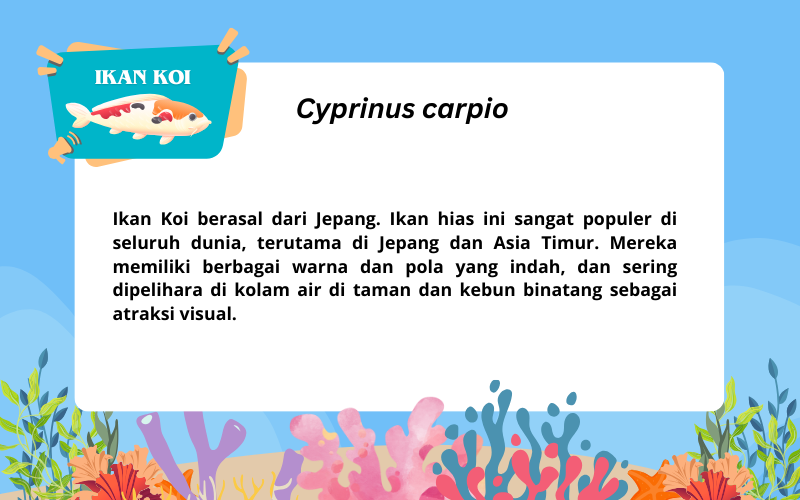 IKAN KOI
Cyprinus carpio
Ikan Koi berasal dari Jepang. Ikan hias ini sangat populer di
seluruh dunia, terutama di Jepang dan Asia Timur. Mereka
memiliki berbagai warna dan pola yang indah, dan sering
dipelihara di kolam air di taman dan kebun binatang sebagai
atraksi visual.